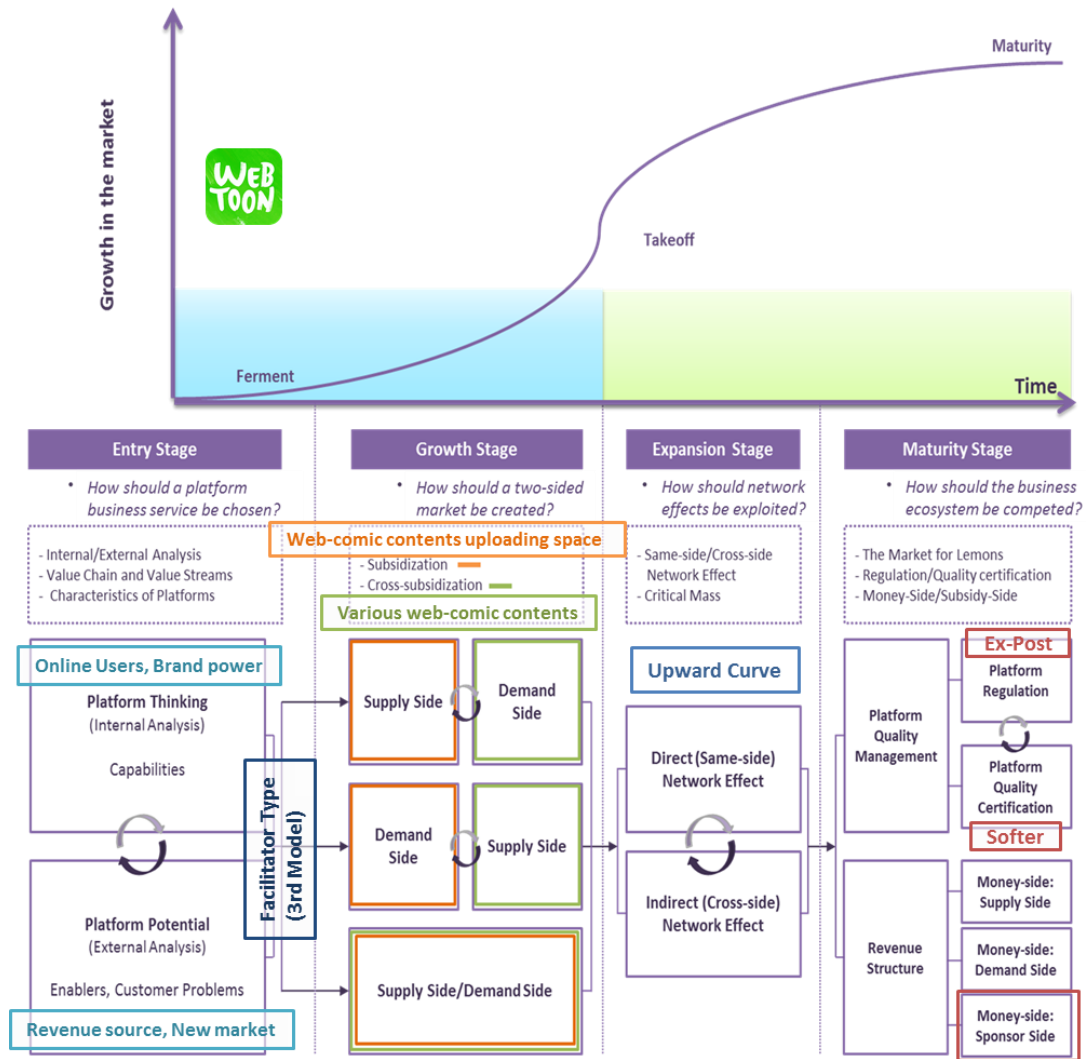 Growth in the market
WEB
TOON
Maturity
Takeoff
Ferment
Time
Entry Stage
• How should a platform
business service be chosen?
- Internal/External Analysis
- Value Chain and Value Streams
- Characteristics of Platforms
Online Users, Brand power
Platform Thinking
(Internal Analysis)
Capabilities
Platform Potential
(External Analysis)
Enablers, Customer Problems
Revenue source, New market
Facilitator Type
(3rd Model)
Growth Stage
• How should a two-sided
market be created?
Web-comic contents uploading space
- Subsidization
- Cross-subsidization
Various web-comic contents
Supply Side
Demand
Side
Demand
Side
Supply Side
Supply Side/Demand Side
Expansion Stage
• How should network
effects be exploited?
- Same-side/Cross-side
Network Effect
- Critical Mass
Upward Curve
Direct (Same-side)
Network Effect
Indirect (Cross-side)
Network Effect
Maturity Stage
• How should the business
ecosystem be competed?
- The Market for Lemons
- Regulation/Quality certification
- Money-Side/Subsidy-Side
Platform
Quality
Management
Ex-Post
Platform
Regulation
Platform
Quality
Certification
Softer
Revenue
Structure
Money-side:
Supply Side
Money-side:
Demand Side
Money-side:
Sponsor Side